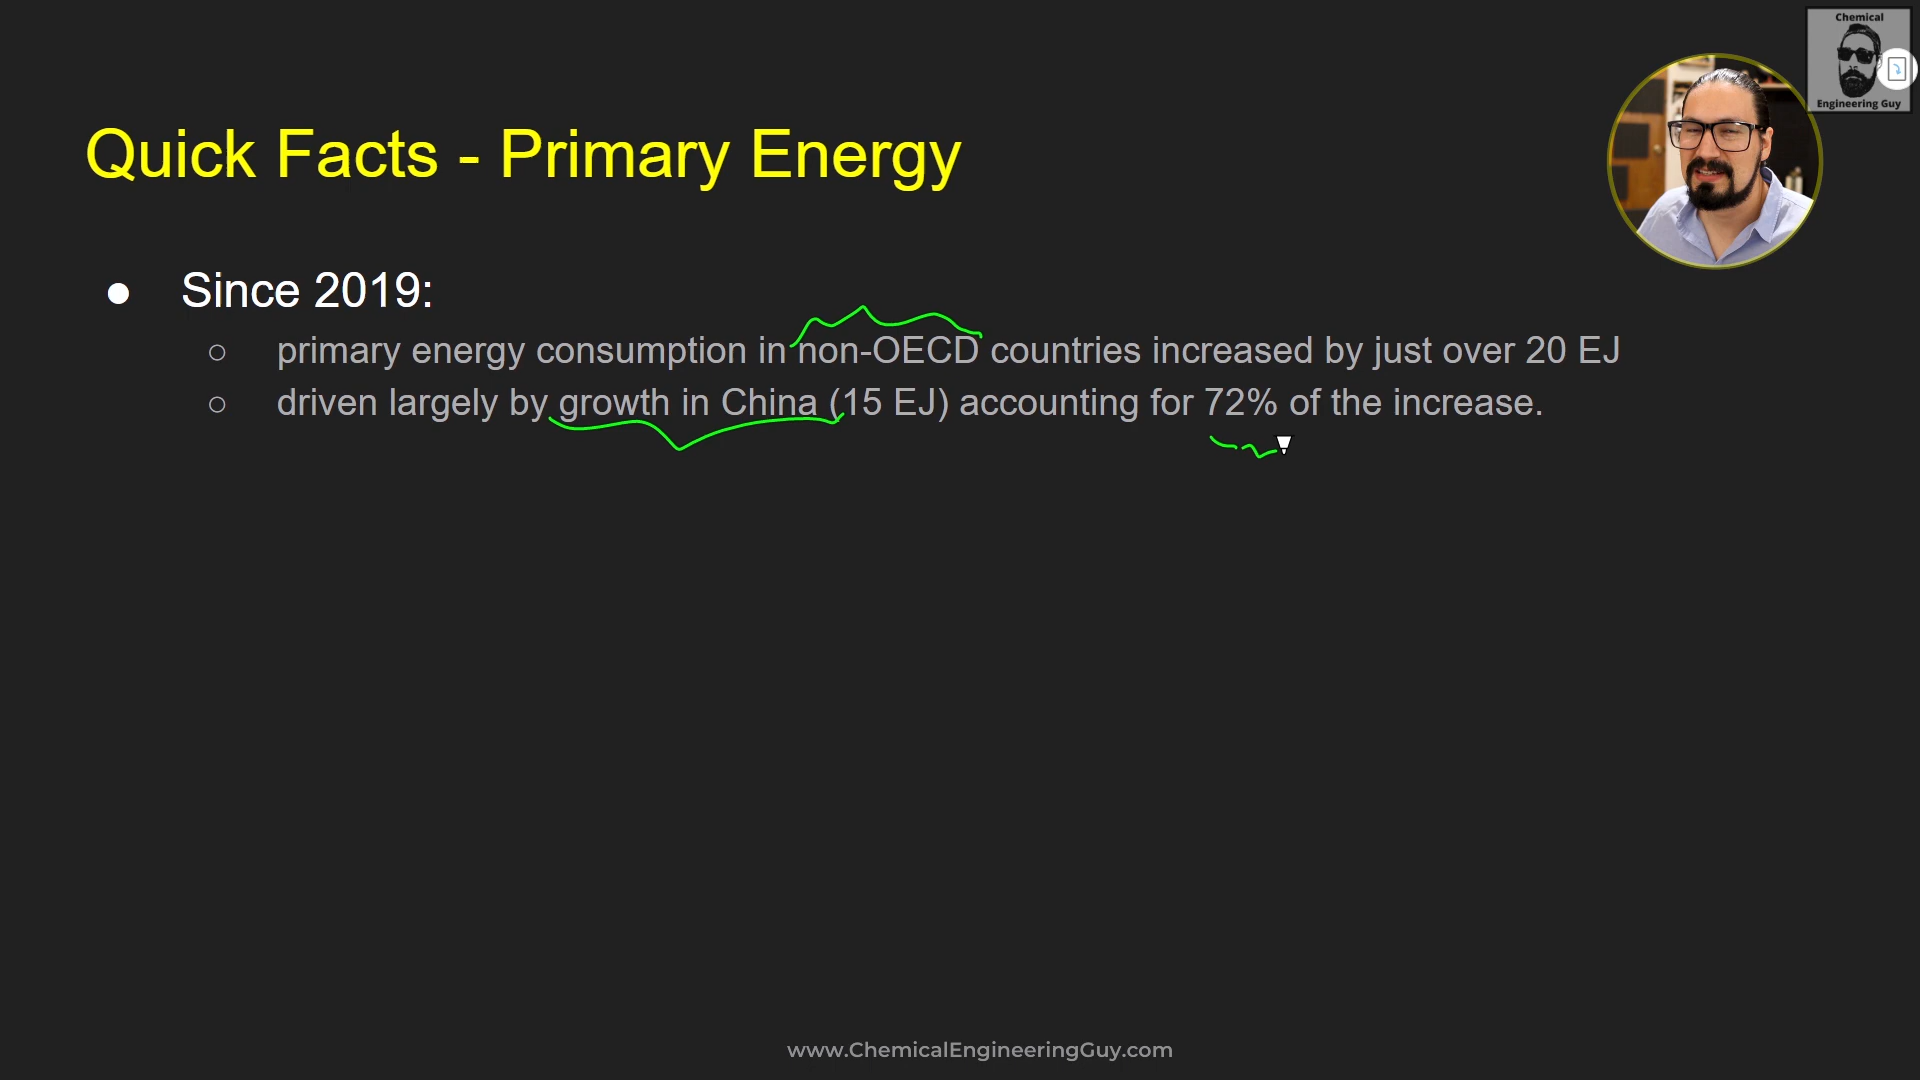 Chemical
Engineering Guy
Quick Facts - Primary Energy
● Since 2019:
○ primary energy consumption in non-OECD countries increased by just over 20 EJ
○ driven largely by growth in China (15 EJ) accounting for 72% of the increase.
www.ChemicalEngineeringGuy.com